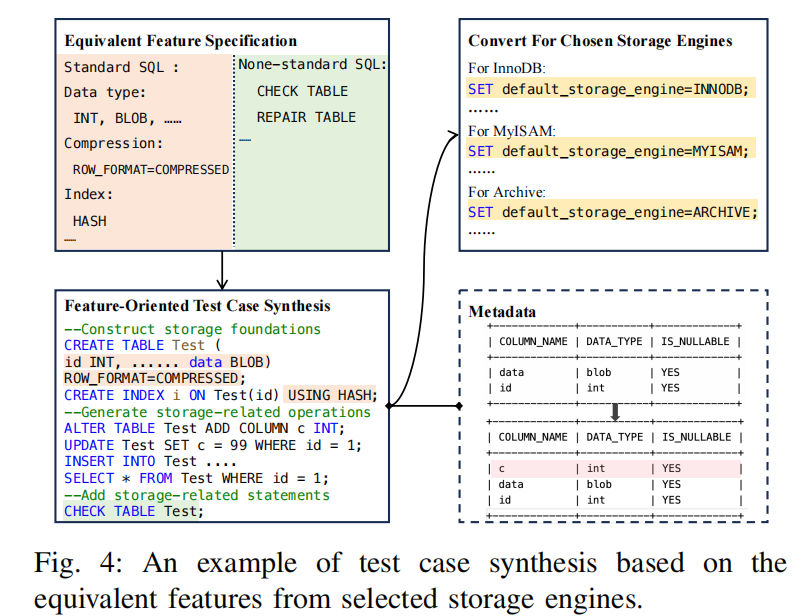 Equivalent Feature Specification
Standard SQL :
Data type:
INT, BLOB, ……
Compression:
ROW_FORMAT=COMPRESSED
Index:
HASH
……
None-standard SQL:
CHECK TABLE
REPAIR TABLE
……
Convert For Chosen Storage Engines
For InnoDB:
SET default_storage_engine=INNODB;
……
For MyISAM:
SET default_storage_engine=MYISAM;
……
For Archive:
SET default_storage_engine=ARCHIVE;
……
Feature-Oriented Test Case Synthesis
--Construct storage foundations
CREATE TABLE Test (
id INT, ...... data BLOB)
ROW_FORMAT=COMPRESSED;
CREATE INDEX i ON Test(id) USING HASH;
--Generate storage-related operations
ALTER TABLE Test ADD COLUMN c INT;
UPDATE Test SET c = 99 WHERE id = 1;
INSERT INTO Test ....
SELECT * FROM Test WHERE id = 1;
--Add storage-related statements
CHECK TABLE Test;
Metadata
+-------------+-----------+-------------+
| COLUMN_NAME | DATA_TYPE | IS_NULLABLE |
+-------------+-----------+-------------+
| data | blob | YES |
| id | int | YES |
+-------------+-----------+-------------+
+-------------+-----------+-------------+
| COLUMN_NAME | DATA_TYPE | IS_NULLABLE |
+-------------+-----------+-------------+
| c | int | YES |
| data | blob | YES |
| id | int | YES |
+-------------+-----------+-------------+
Fig. 4: An example of test case synthesis based on the
equivalent features from selected storage engines.